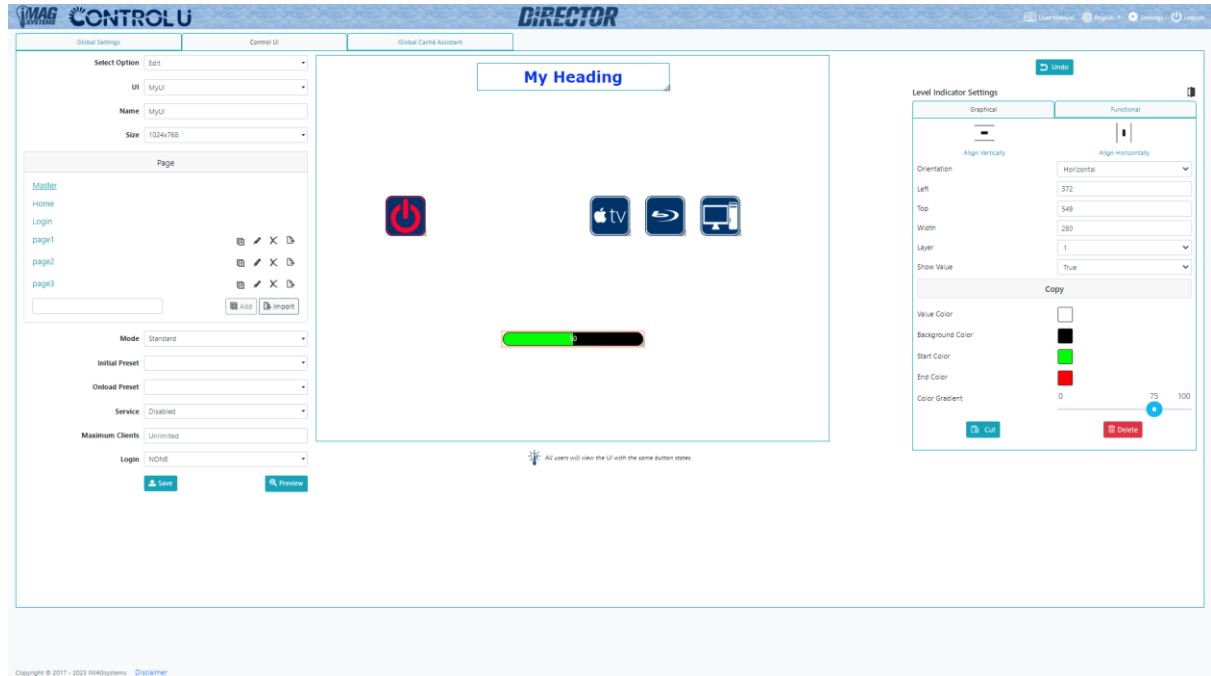 iMAG SYSTEMS CONTROLU
DiRECTOR
User Manual English Settings Logout
Global Settings
Control UI
Global Caché Assistant
Select Option Edit
UI MyUI
Name MyUI
Size 1024x768
Page
Master
Home
Login
page1
page2
page3
Add Import
Mode Standard
Initial Preset
Onload Preset
Service Disabled
Maximum Clients Unlimited
Login NONE
Save Preview
My Heading
tv
50
All users will view the UI with the same button states.
Undo
Level Indicator Settings
Graphical Functional
Align Vertically Align Horizontally
Orientation Horizontal
Left 372
Top 549
Width 280
Layer 1
Show Value True
Copy
Value Color
Background Color
Start Color
End Color
Color Gradient 0 75 100
Cut Delete
Copyright © 2017 - 2023 iMAGsystems Disclaimer